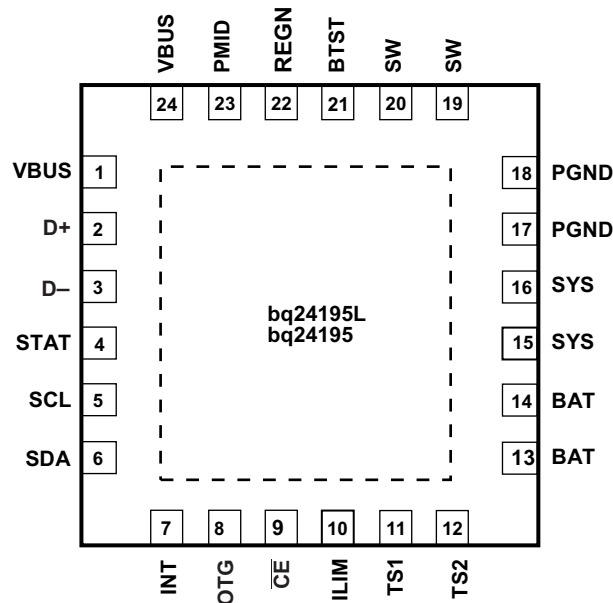 VBUS PMID REGN BTST SW SW
24 23 22 21 20 19
VBUS 1 18 PGND
D+ 2 17 PGND
D– 3 16 SYS
bq24195L
bq24195
STAT 4 15 SYS
SCL 5 14 BAT
SDA 6 13 BAT
7 8 9 10 11 12
INT OTG CE ILIM TS1 TS2